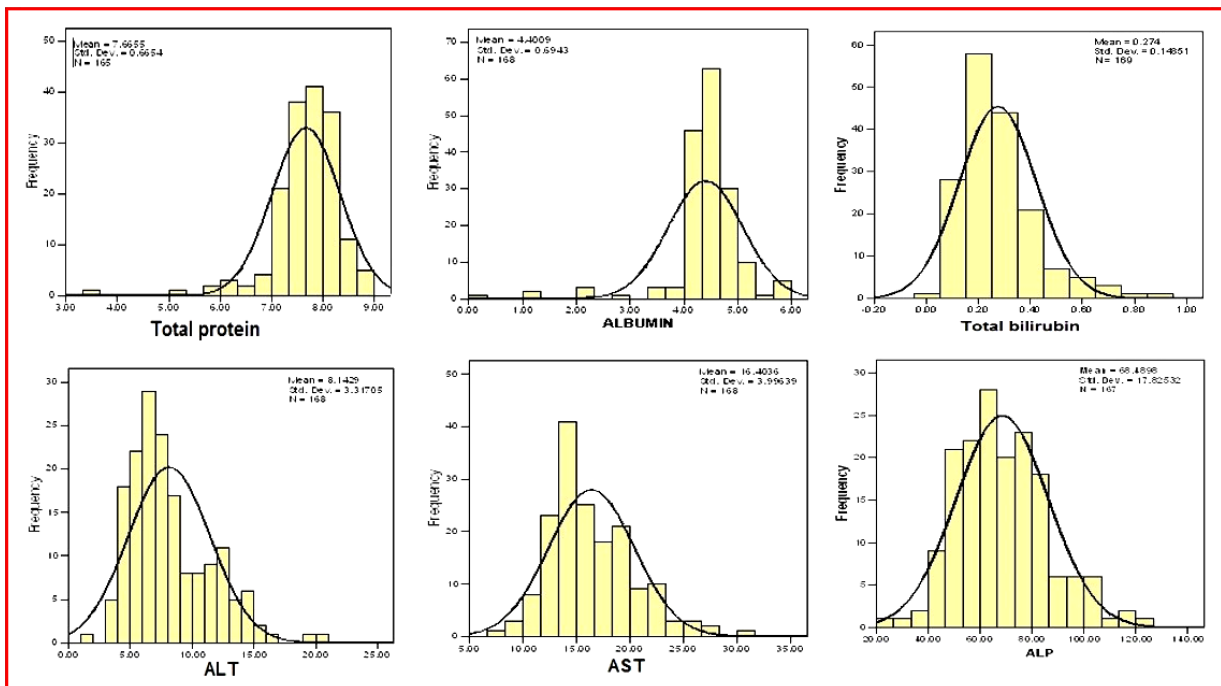 Mean = 7.6655
Std. Dev. = 0.6654
N = 165
50
40
30
20
10
0
Frequency
3.00 4.00 5.00 6.00 7.00 8.00 9.00
Total protein
Mean = 4.4009
Std. Dev. = 0.6943
N = 168
70
60
50
40
30
20
10
0
Frequency
0.00 1.00 2.00 3.00 4.00 5.00 6.00
ALBUMIN
Mean = 0.274
Std. Dev. = 0.14851
N = 169
60
50
40
30
20
10
0
Frequency
-0.20 0.00 0.20 0.40 0.60 0.80 1.00
Total bilirubin
Mean = 8.1429
Std. Dev. = 3.31705
N = 168
30
25
20
15
10
5
0
Frequency
0.00 5.00 10.00 15.00 20.00 25.00
ALT
Mean = 16.4036
Std. Dev. = 3.99639
N = 168
50
40
30
20
10
0
Frequency
5.00 10.00 15.00 20.00 25.00 30.00 35.00
AST
Mean = 68.4898
Std. Dev. = 17.82532
N = 167
30
25
20
15
10
5
0
Frequency
20.00 40.00 60.00 80.00 100.00 120.00 140.00
ALP